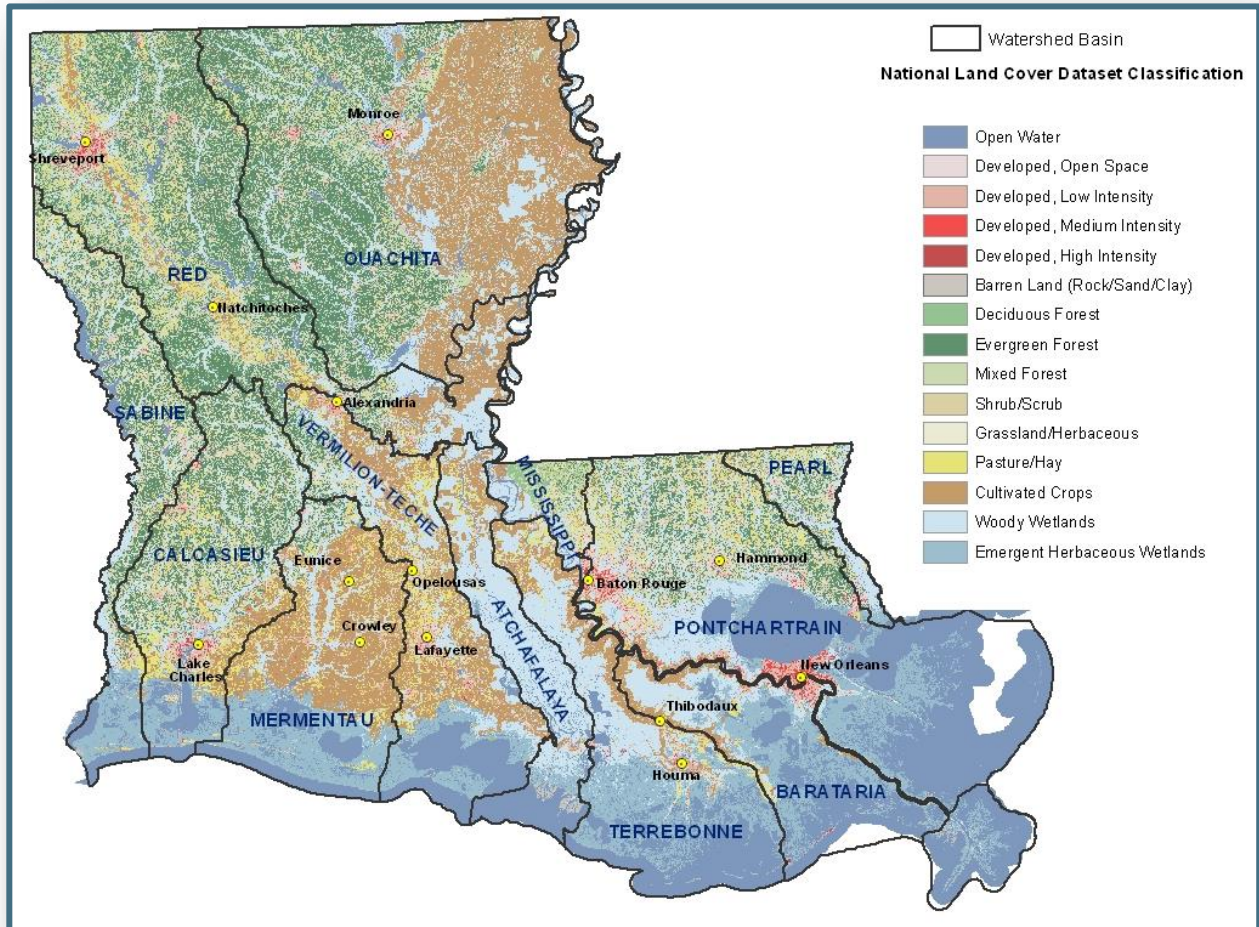 Watershed Basin
National Land Cover Dataset Classification
Open Water
Developed, Open Space
Developed, Low Intensity
Developed, Medium Intensity
Developed, High Intensity
Barren Land (Rock/Sand/Clay)
Deciduous Forest
Evergreen Forest
Mixed Forest
Shrub/Scrub
Grassland/Herbaceous
Pasture/Hay
Cultivated Crops
Woody Wetlands
Emergent Herbaceous Wetlands
Monroe
Shreveport
OUACHITA
RED
Natchitoches
SABINE
Alexandria
VERMILION-TECHE
MISSISSIPPI
PEARL
CALCASIEU
Eunice
Opelousas
Hammond
Baton Rouge
ATCHAFALAYA
Crowley
Lafayette
PONTCHARTRAIN
Lake
Charles
New Orleans
MERMENTAU
Thibodaux
Houma
BARATARIA
TERREBONNE